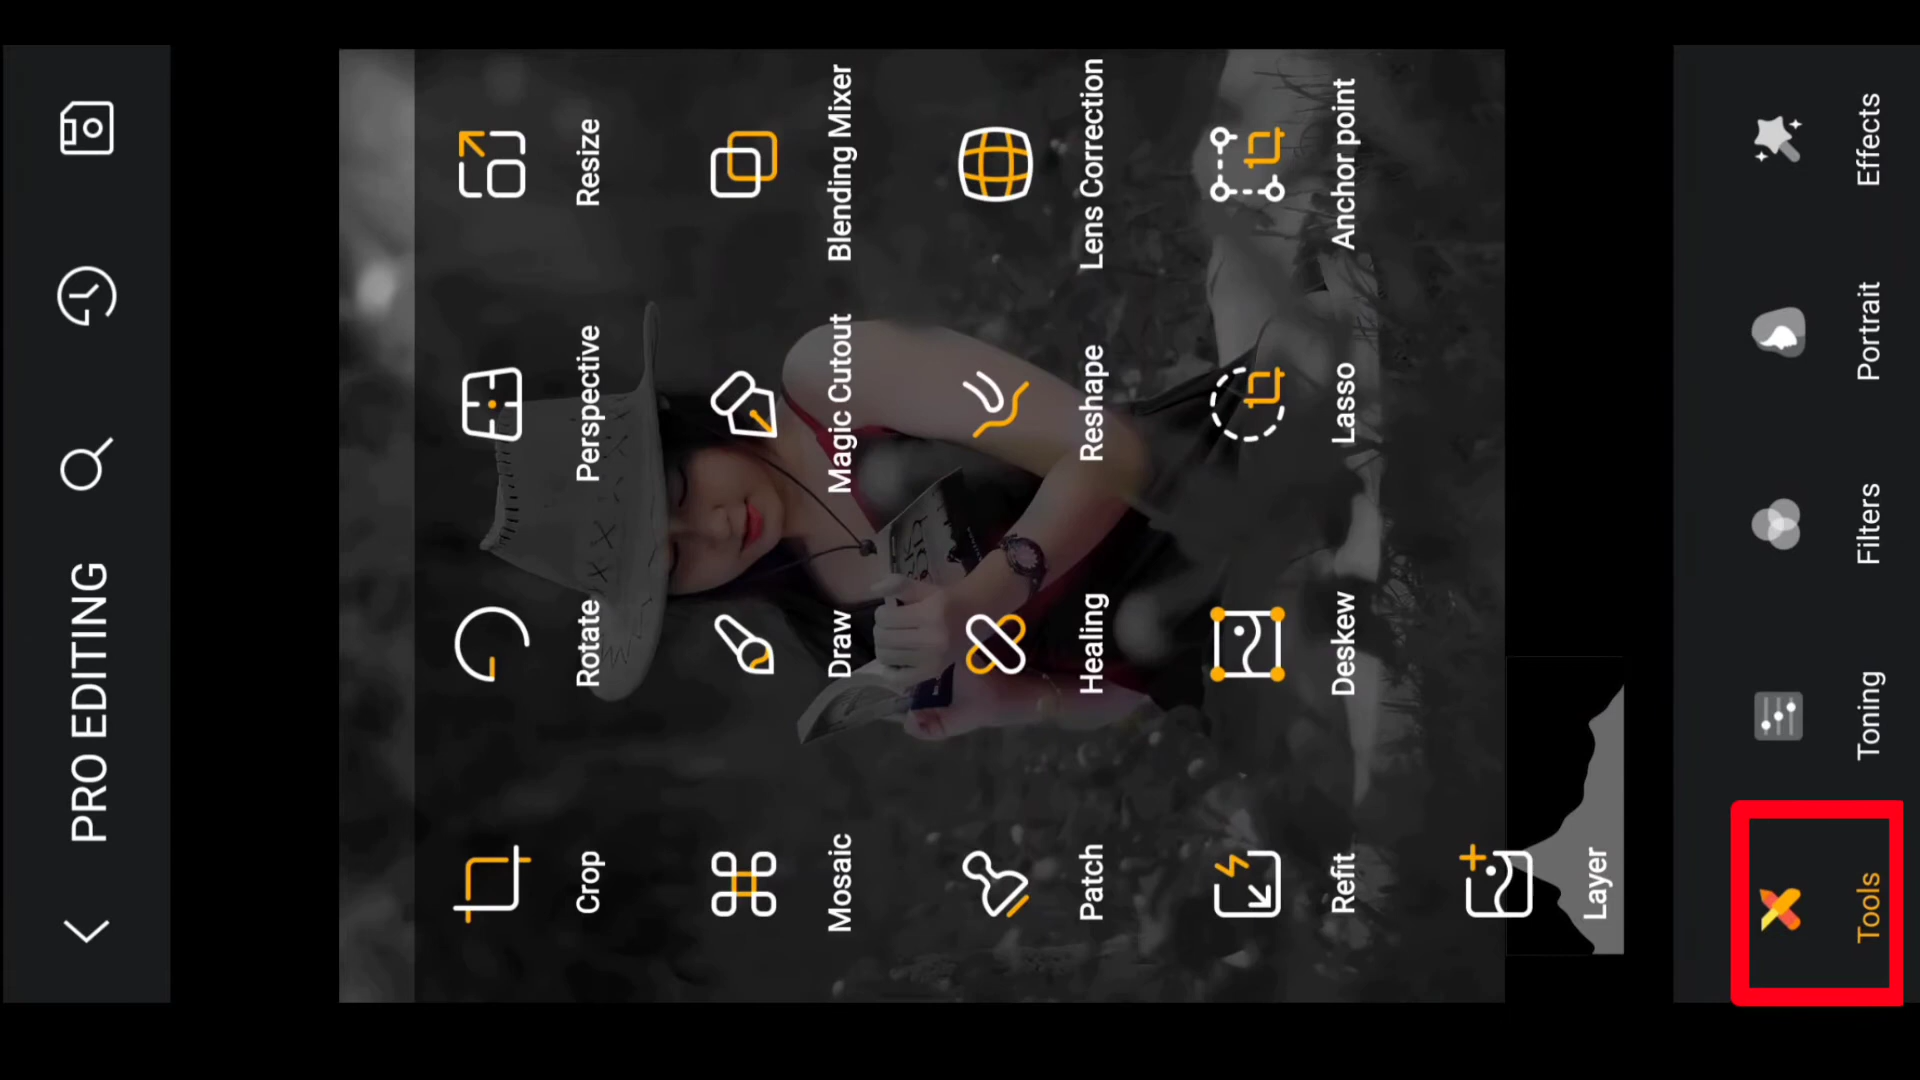 PRO EDITING
Crop
Rotate
Perspective
Resize
Mosaic
Draw
Magic Cutout
Blending Mixer
Patch
Healing
Reshape
Lens Correction
Refit
Deskew
Lasso
Anchor point
Layer
Tools
Toning
Filters
Portrait
Effects